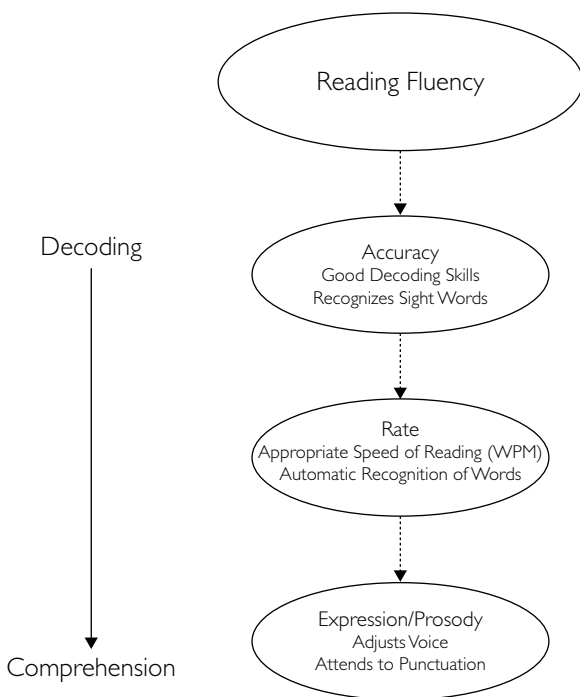 Reading Fluency
Decoding
Accuracy
Good Decoding Skills
Recognizes Sight Words
Rate
Appropriate Speed of Reading (WPM)
Automatic Recognition of Words
Expression/Prosody
Adjusts Voice
Attends to Punctuation
Comprehension